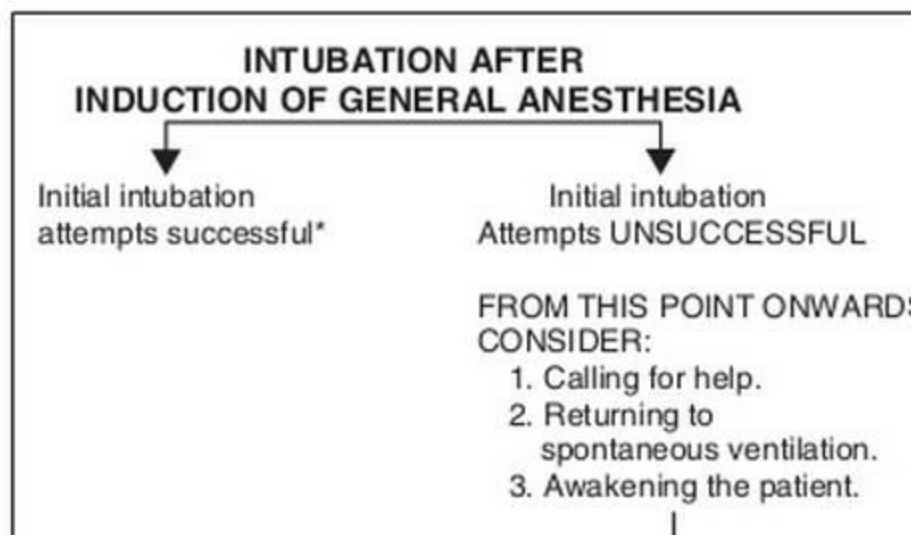 INTUBATION AFTER
INDUCTION OF GENERAL ANESTHESIA
Initial intubation
attempts successful*
Initial intubation
Attempts UNSUCCESSFUL
FROM THIS POINT ONWARDS
CONSIDER:
1. Calling for help.
2. Returning to
spontaneous ventilation.
3. Awakening the patient.